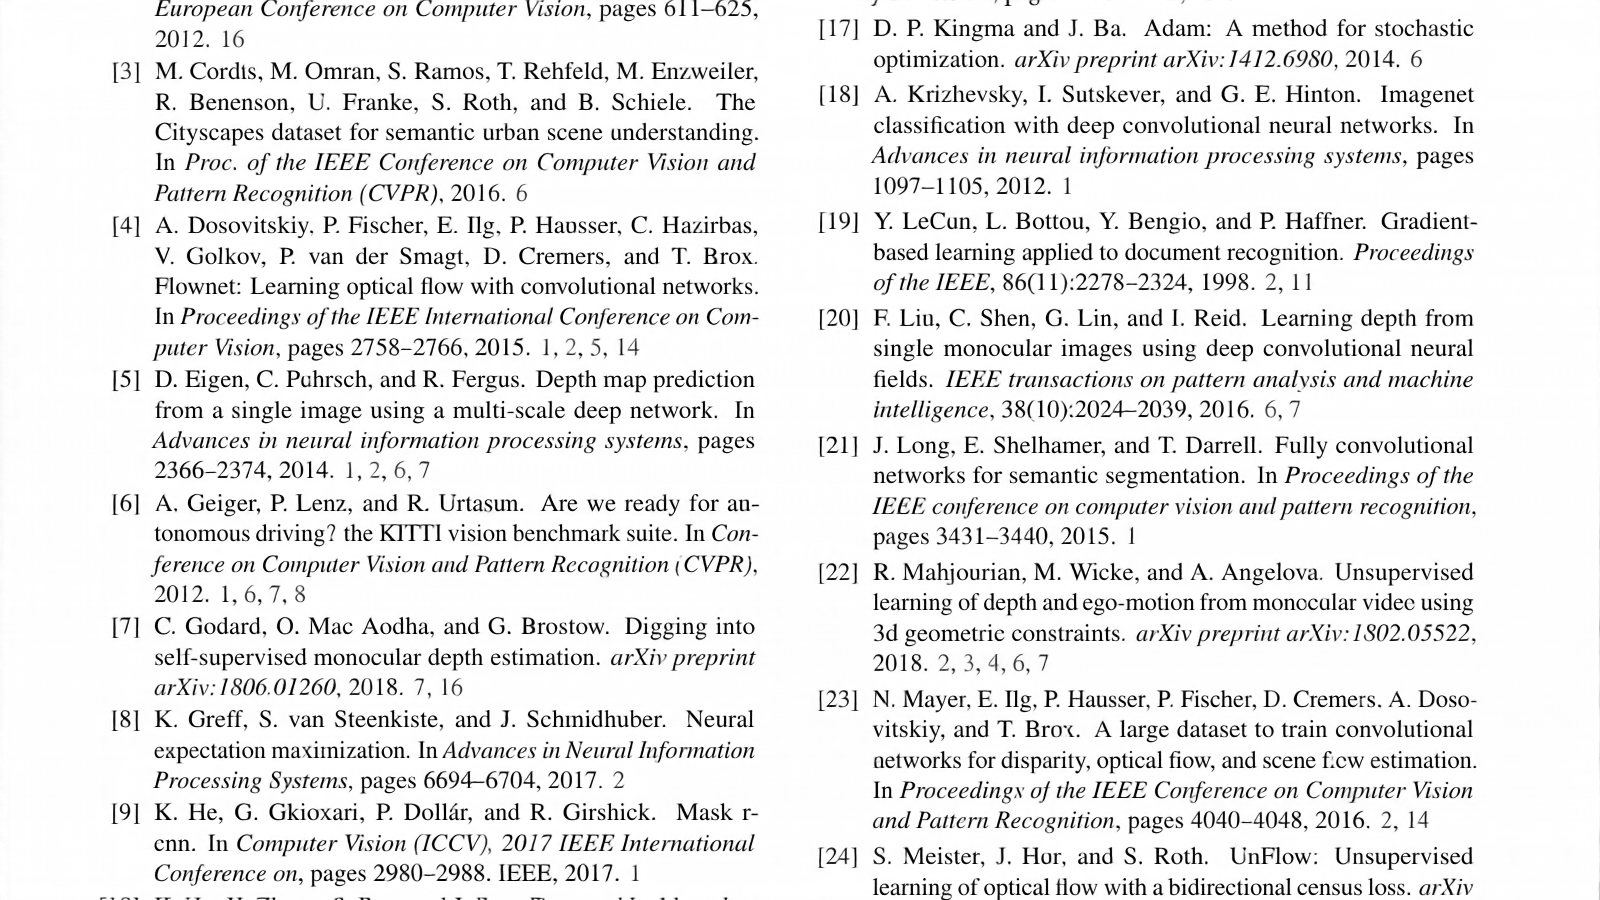 European Conference on Computer Vision, pages 611–625,
2012. 16
[3] M. Cordts, M. Omran, S. Ramos, T. Rehfeld, M. Enzweiler,
R. Benenson, U. Franke, S. Roth, and B. Schiele. The
Cityscapes dataset for semantic urban scene understanding.
In Proc. of the IEEE Conference on Computer Vision and
Pattern Recognition (CVPR), 2016. 6
[4] A. Dosovitskiy, P. Fischer, E. Ilg, P. Hausser, C. Hazirbas,
V. Golkov, P. van der Smagt, D. Cremers, and T. Brox.
Flownet: Learning optical flow with convolutional networks.
In Proceedings of the IEEE International Conference on Com-
puter Vision, pages 2758–2766, 2015. 1, 2, 5, 14
[5] D. Eigen, C. Puhrsch, and R. Fergus. Depth map prediction
from a single image using a multi-scale deep network. In
Advances in neural information processing systems, pages
2366–2374, 2014. 1, 2, 6, 7
[6] A. Geiger, P. Lenz, and R. Urtasun. Are we ready for au-
tonomous driving? the KITTI vision benchmark suite. In Con-
ference on Computer Vision and Pattern Recognition (CVPR),
2012. 1, 6, 7, 8
[7] C. Godard, O. Mac Aodha, and G. Brostow. Digging into
self-supervised monocular depth estimation. arXiv preprint
arXiv:1806.01260, 2018. 7, 16
[8] K. Greff, S. van Steenkiste, and J. Schmidhuber. Neural
expectation maximization. In Advances in Neural Information
Processing Systems, pages 6694–6704, 2017. 2
[9] K. He, G. Gkioxari, P. Dollár, and R. Girshick. Mask r-
cnn. In Computer Vision (ICCV), 2017 IEEE International
Conference on, pages 2980–2988. IEEE, 2017. 1
[17] D. P. Kingma and J. Ba. Adam: A method for stochastic
optimization. arXiv preprint arXiv:1412.6980, 2014. 6
[18] A. Krizhevsky, I. Sutskever, and G. E. Hinton. Imagenet
classification with deep convolutional neural networks. In
Advances in neural information processing systems, pages
1097–1105, 2012. 1
[19] Y. LeCun, L. Bottou, Y. Bengio, and P. Haffner. Gradient-
based learning applied to document recognition. Proceedings
of the IEEE, 86(11):2278–2324, 1998. 2, 11
[20] F. Liu, C. Shen, G. Lin, and I. Reid. Learning depth from
single monocular images using deep convolutional neural
fields. IEEE transactions on pattern analysis and machine
intelligence, 38(10):2024–2039, 2016. 6, 7
[21] J. Long, E. Shelhamer, and T. Darrell. Fully convolutional
networks for semantic segmentation. In Proceedings of the
IEEE conference on computer vision and pattern recognition,
pages 3431–3440, 2015. 1
[22] R. Mahjourian, M. Wicke, and A. Angelova. Unsupervised
learning of depth and ego-motion from monocular video using
3d geometric constraints. arXiv preprint arXiv:1802.05522,
2018. 2, 3, 4, 6, 7
[23] N. Mayer, E. Ilg, P. Hausser, P. Fischer, D. Cremers, A. Doso-
vitskiy, and T. Brox. A large dataset to train convolutional
networks for disparity, optical flow, and scene flow estimation.
In Proceedings of the IEEE Conference on Computer Vision
and Pattern Recognition, pages 4040–4048, 2016. 2, 14
[24] S. Meister, J. Hur, and S. Roth. UnFlow: Unsupervised
learning of optical flow with a bidirectional census loss. arXiv